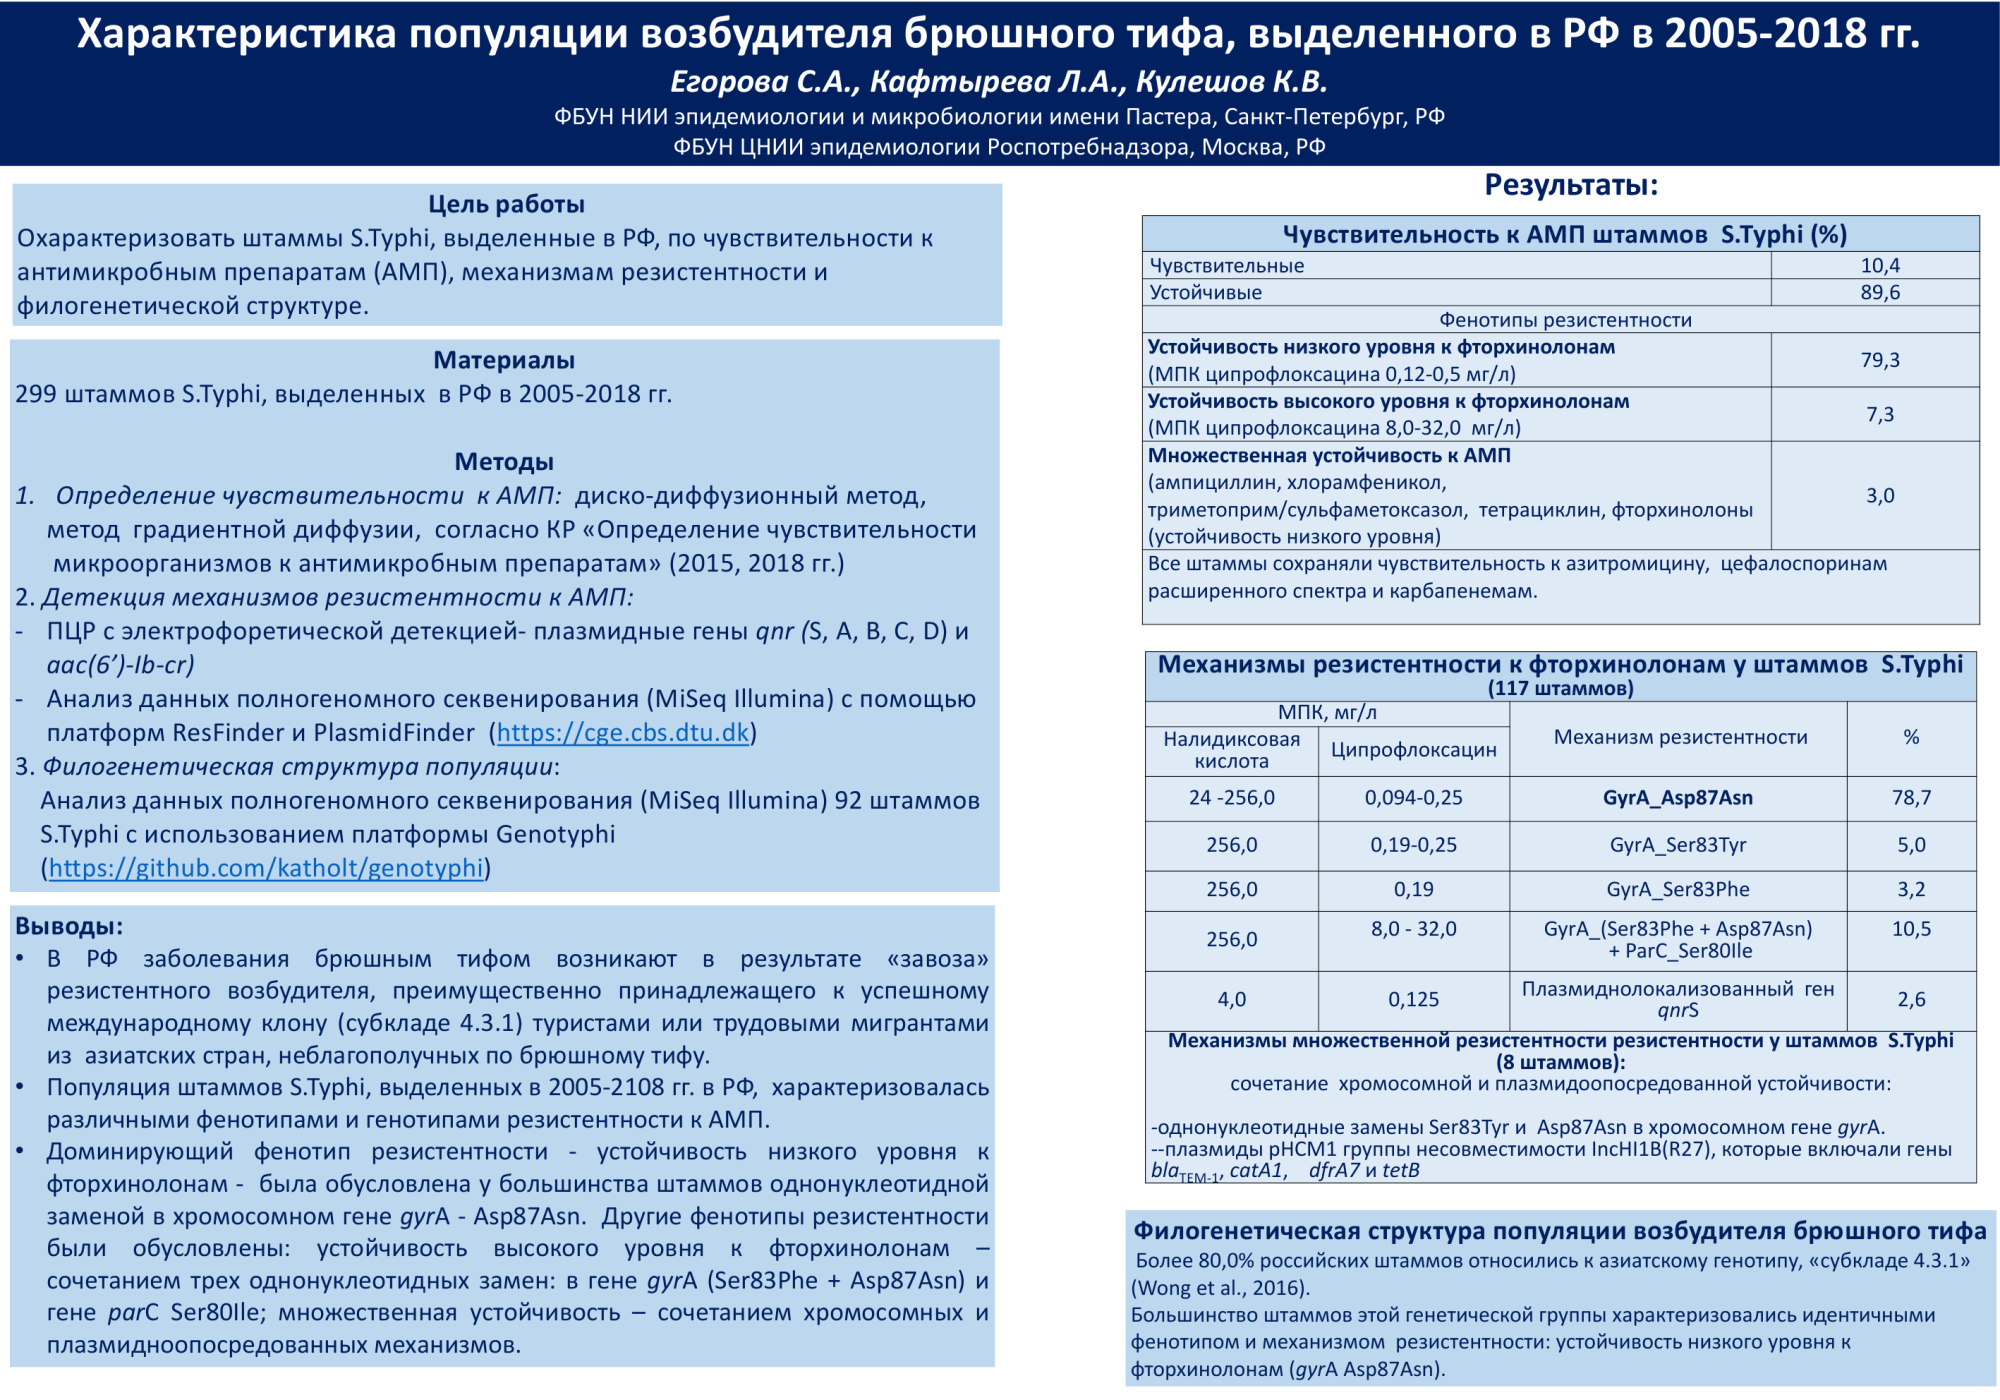 Характеристика популяции возбудителя брюшного тифа, выделенного в РФ в 2005-2018 гг.
Егорова С.А., Кафтырева Л.А., Кулешов К.В.
ФБУН НИИ эпидемиологии и микробиологии имени Пастера, Санкт-Петербург, РФ
ФБУН ЦНИИ эпидемиологии Роспотребнадзора, Москва, РФ
Цель работы
Охарактеризовать штаммы S.Typhi, выделенные в РФ, по чувствительности к
антимикробным препаратам (АМП), механизмам резистентности и
филогенетической структуре.
Материалы
299 штаммов S.Typhi, выделенных в РФ в 2005-2018 гг.
Методы
1. Определение чувствительности к АМП: диско-диффузионный метод,
метод градиентной диффузии, согласно КР «Определение чувствительности
микроорганизмов к антимикробным препаратам» (2015, 2018 гг.)
2. Детекция механизмов резистентности к АМП:
- ПЦР с электрофоретической детекцией- плазмидные гены qnr (S, A, B, C, D) и
aac(6’)-Ib-cr)
- Анализ данных полногеномного секвенирования (MiSeq Illumina) с помощью
платформ ResFinder и PlasmidFinder (https://cge.cbs.dtu.dk)
3. Филогенетическая структура популяции:
Анализ данных полногеномного секвенирования (MiSeq Illumina) 92 штаммов
S.Typhi с использованием платформы Genotyphi
(https://github.com/katholt/genotyphi)
Выводы:
• В РФ заболевания брюшным тифом возникают в результате «завоза»
резистентного возбудителя, преимущественно принадлежащего к успешному
международному клону (субкладе 4.3.1) туристами или трудовыми мигрантами
из азиатских стран, неблагополучных по брюшному тифу.
• Популяция штаммов S.Typhi, выделенных в 2005-2108 гг. в РФ, характеризовалась
различными фенотипами и генотипами резистентности к АМП.
• Доминирующий фенотип резистентности - устойчивость низкого уровня к
фторхинолонам - была обусловлена у большинства штаммов однонуклеотидной
заменой в хромосомном гене gyrA - Asp87Asn. Другие фенотипы резистентности
были обусловлены: устойчивость высокого уровня к фторхинолонам –
сочетанием трех однонуклеотидных замен: в гене gyrA (Ser83Phe + Asp87Asn) и
гене parC Ser80Ile; множественная устойчивость – сочетанием хромосомных и
плазмидноопосредованных механизмов.
Результаты:
Чувствительность к АМП штаммов S.Typhi (%)
Чувствительные 10,4
Устойчивые 89,6
Фенотипы резистентности
Устойчивость низкого уровня к фторхинолонам
(МПК ципрофлоксацина 0,12-0,5 мг/л) 79,3
Устойчивость высокого уровня к фторхинолонам
(МПК ципрофлоксацина 8,0-32,0 мг/л) 7,3
Множественная устойчивость к АМП
(ампициллин, хлорамфеникол,
триметоприм/сульфаметоксазол, тетрациклин, фторхинолоны
(устойчивость низкого уровня) 3,0
Все штаммы сохраняли чувствительность к азитромицину, цефалоспоринам
расширенного спектра и карбапенемам.
Механизмы резистентности к фторхинолонам у штаммов S.Typhi
(117 штаммов)
МПК, мг/л Механизм резистентности %
Налидиксовая кислота Ципрофлоксацин
24 -256,0 0,094-0,25 GyrA_Asp87Asn 78,7
256,0 0,19-0,25 GyrA_Ser83Tyr 5,0
256,0 0,19 GyrA_Ser83Phe 3,2
256,0 8,0 - 32,0 GyrA_(Ser83Phe + Asp87Asn)
+ ParC_Ser80Ile 10,5
4,0 0,125 Плазмиднолокализованный ген
qnrS 2,6
Механизмы множественной резистентности резистентности у штаммов S.Typhi
(8 штаммов):
сочетание хромосомной и плазмидоопосредованной устойчивости:
-однонуклеотидные замены Ser83Tyr и Asp87Asn в хромосомном гене gyrA.
--плазмиды pHCM1 группы несовместимости IncHI1B(R27), которые включали гены
blaTEM-1, catA1, dfrA7 и tetB
Филогенетическая структура популяции возбудителя брюшного тифа
Более 80,0% российских штаммов относились к азиатскому генотипу, «субкладе 4.3.1»
(Wong et al., 2016).
Большинство штаммов этой генетической группы характеризовались идентичными
фенотипом и механизмом резистентности: устойчивость низкого уровня к
фторхинолонам (gyrA Asp87Asn).